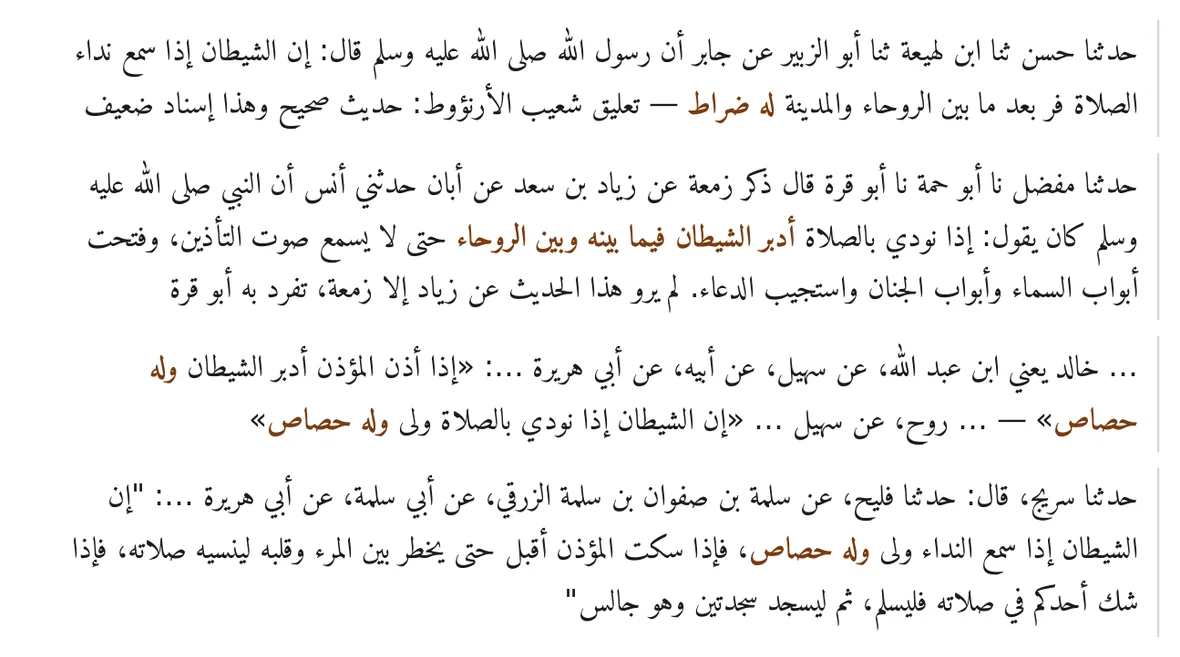 حدثنا حسن ثنا ابن لهيعة ثنا أبو الزبير عن جابر أن رسول الله صلى الله عليه وسلم قال: إن الشيطان إذا سمع نداء
الصلاة فر بعد ما بين الروحاء والمدينة له ضراط — تعليق شعيب الأرنؤوط: حديث صحيح وهذا إسناد ضعيف
حدثنا مفضل نا أبو حمة نا أبو قرة قال ذكر زمعة عن زياد بن سعد عن أبان حدثني أنس أن النبي صلى الله عليه
وسلم كان يقول: إذا نودي بالصلاة أدبر الشيطان فيما بينه وبين الروحاء حتى لا يسمع صوت التأذين، وفتحت
أبواب السماء وأبواب الجنان واستجيب الدعاء. لم يرو هذا الحديث عن زياد إلا زمعة، تفرد به أبو قرة
... خالد يعني ابن عبد الله، عن سهيل، عن أبيه، عن أبي هريرة ...: «إذا أذن المؤذن أدبر الشيطان وله
حصاص» — ... روح، عن سهيل ... «إن الشيطان إذا نودي بالصلاة ولى وله حصاص»
حدثنا سريج، قال: حدثنا فليح، عن سلمة بن صفوان بن سلمة الزرقي، عن أبي سلمة، عن أبي هريرة ...: "إن
الشيطان إذا سمع النداء ولى وله حصاص، فإذا سكت المؤذن أقبل حتى يخطر بين المرء وقلبه لينسيه صلاته، فإذا
شك أحدكم في صلاته فليسلم، ثم ليسجد سجدتين وهو جالس"